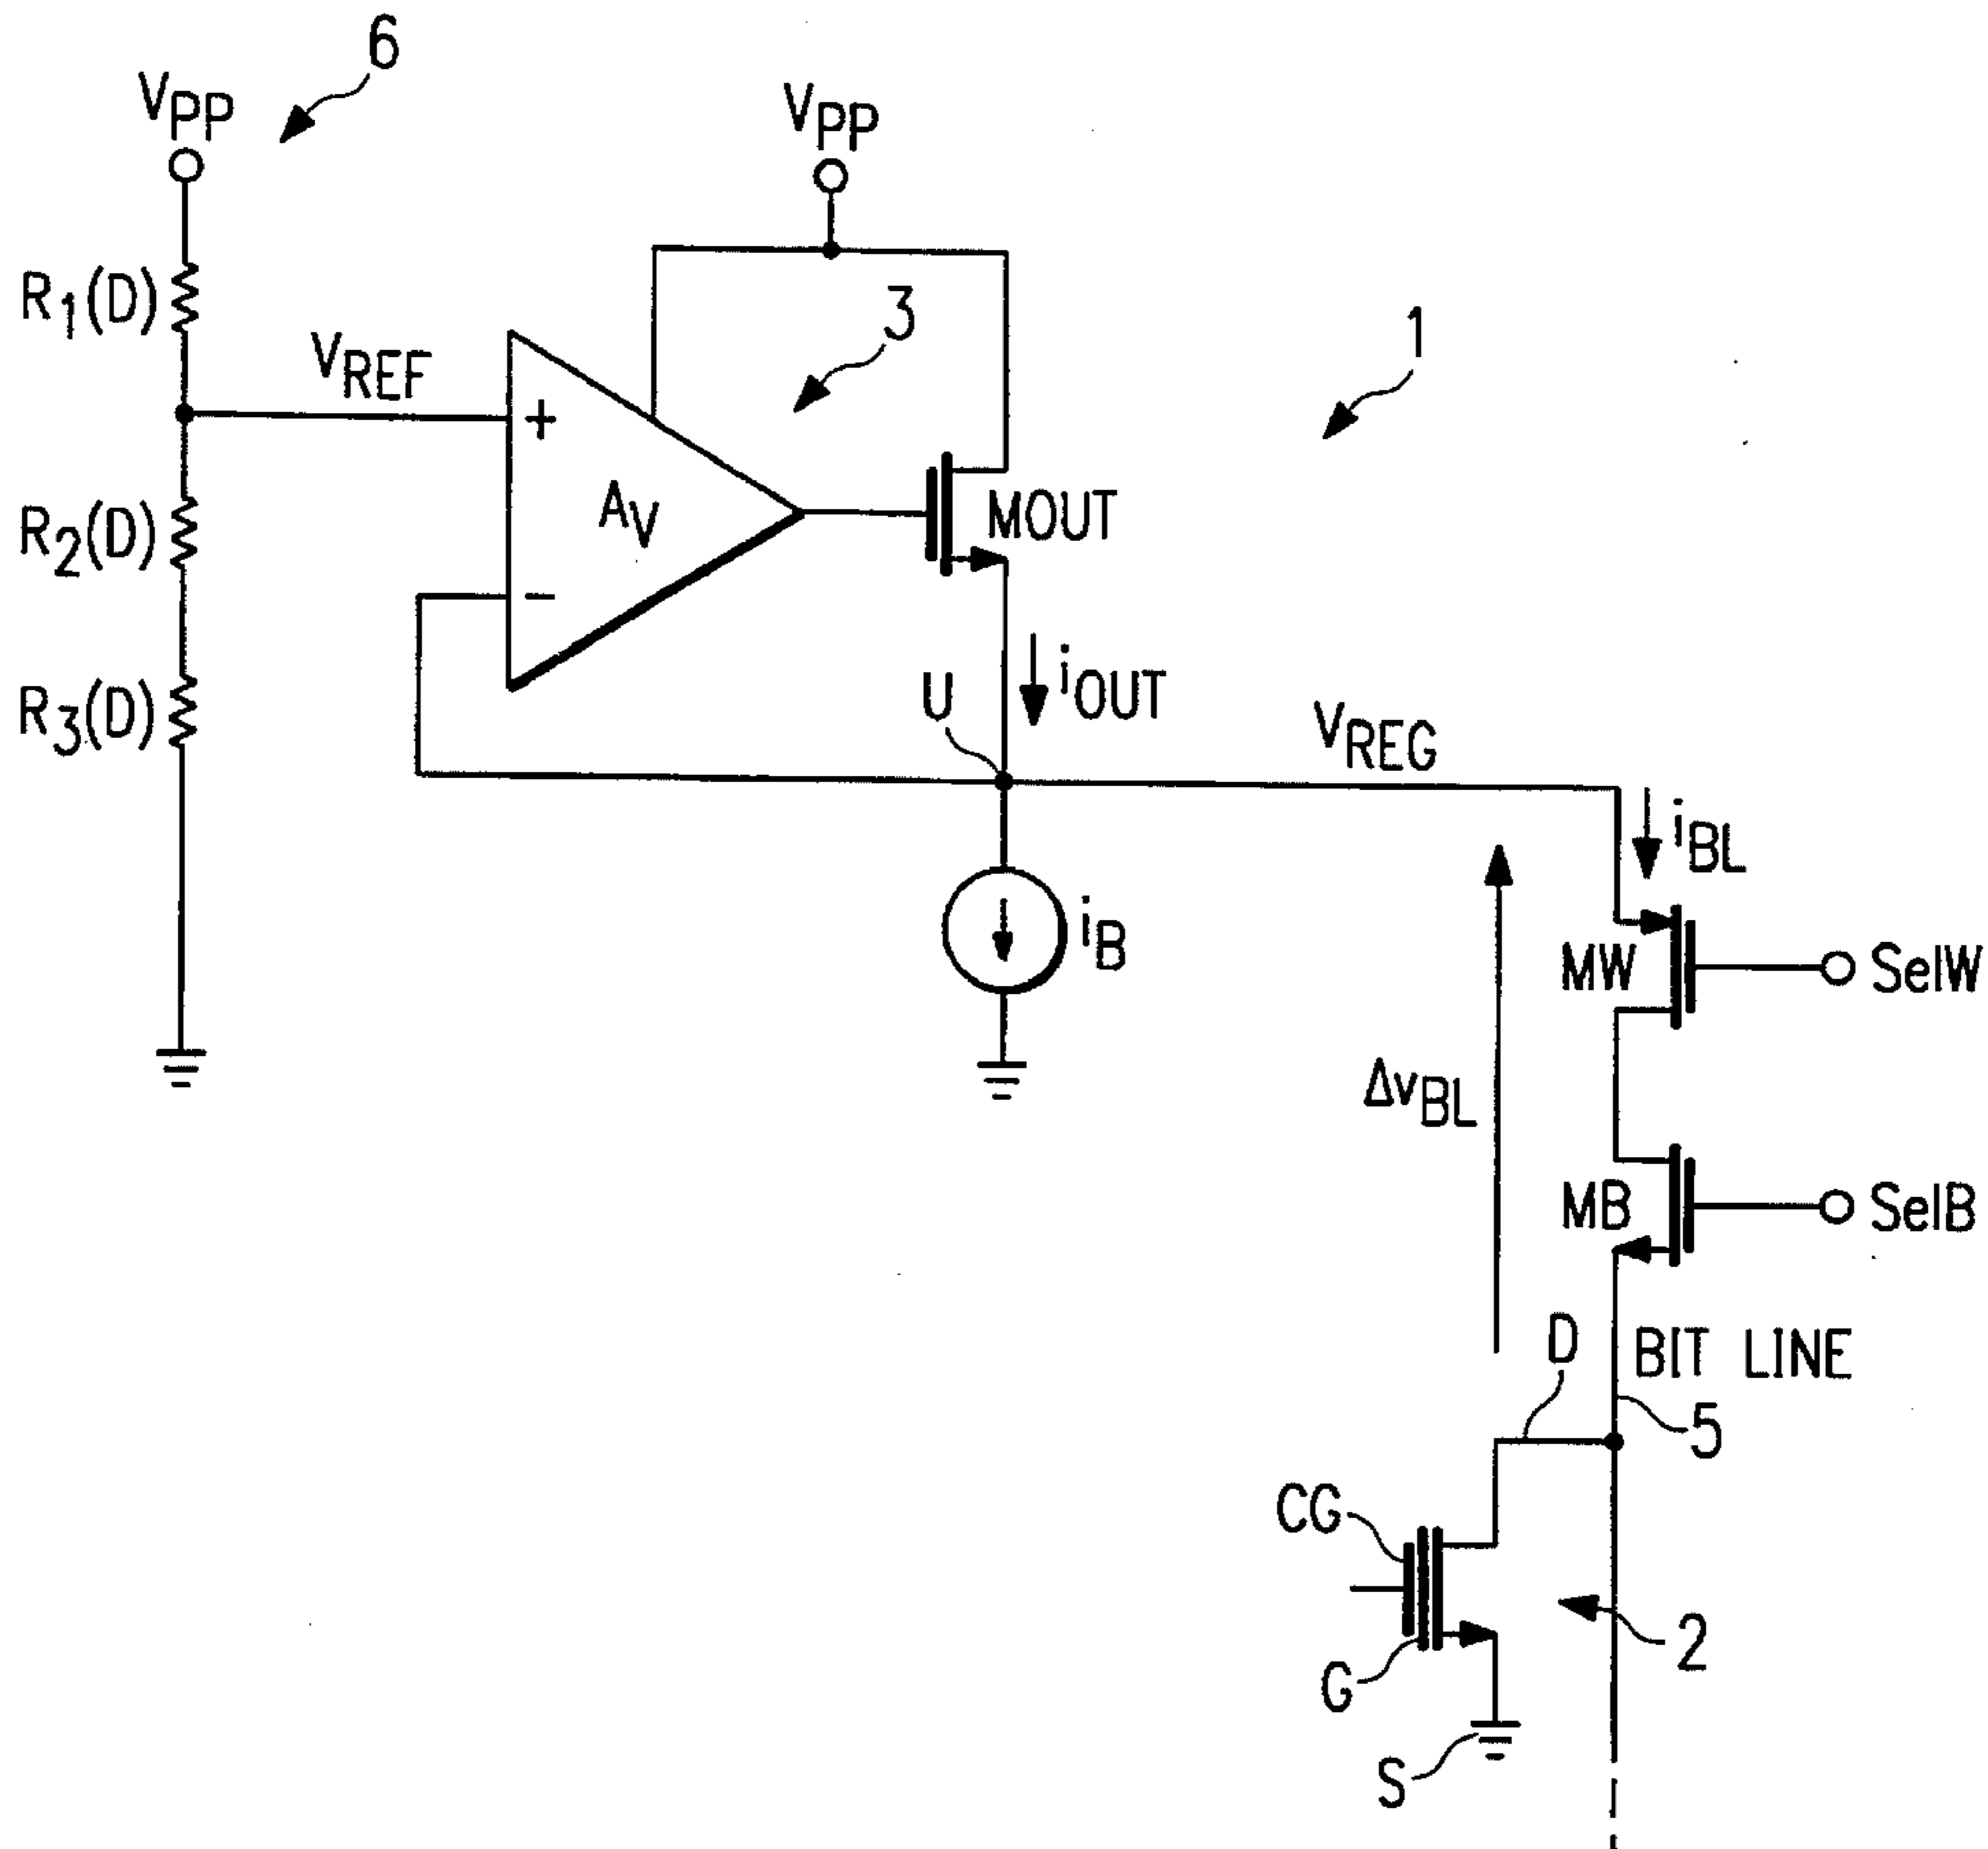 6
VPP
VPP
R1(D)
3
1
VREF
+
AV
MOUT
R2(D)
−
iOUT
R3(D)
U
VREG
iBL
iB
MW
SelW
ΔvBL
MB
SelB
D
BIT LINE
5
CG
2
G
S